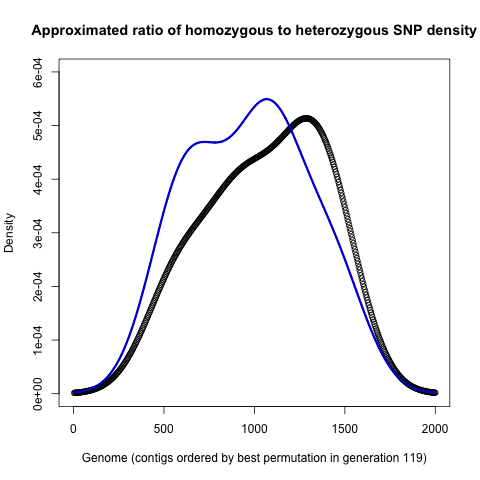 Approximated ratio of homozygous to heterozygous SNP density
6e-04
5e-04
4e-04
3e-04
2e-04
1e-04
0e+00
Density
0 500 1000 1500 2000
Genome (contigs ordered by best permutation in generation 119)